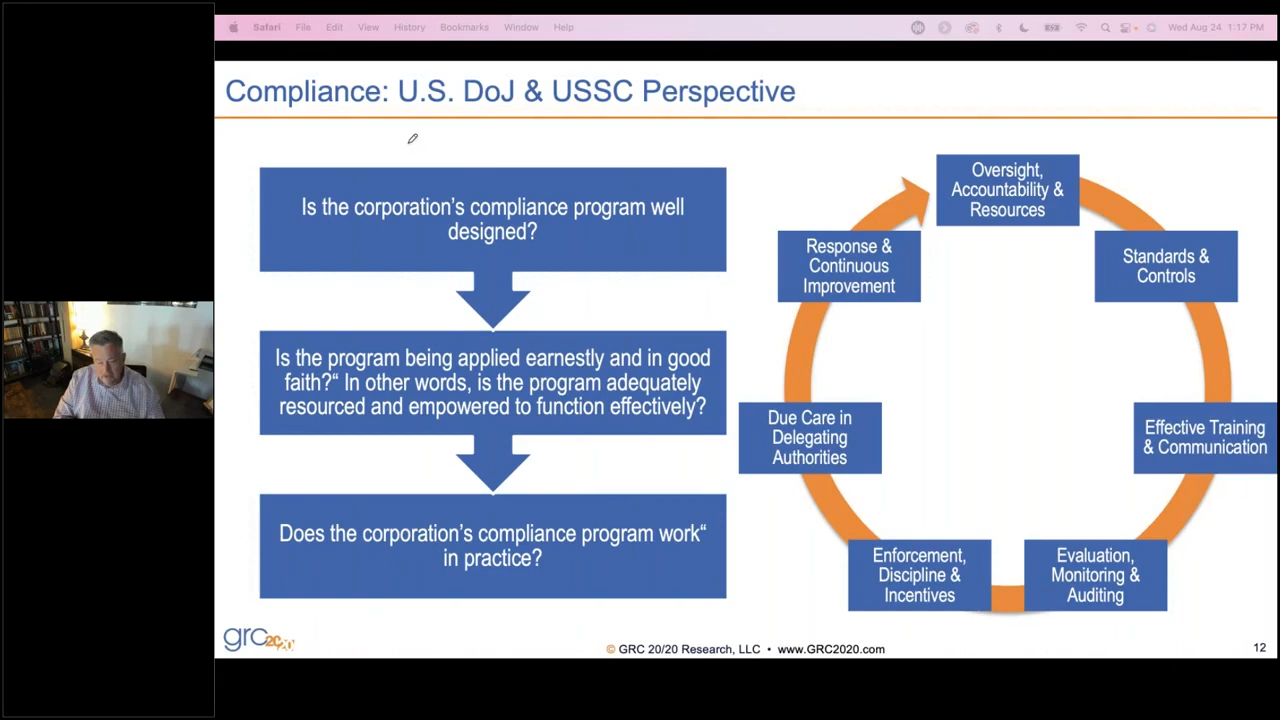 Safari File Edit View History Bookmarks Window Help Wed Aug 24 1:17 PM
Compliance: U.S. DoJ & USSC Perspective
Is the corporation's compliance program well
designed?
Is the program being applied earnestly and in good
faith?“ In other words, is the program adequately
resourced and empowered to function effectively?
Does the corporation's compliance program work“
in practice?
Oversight,
Accountability &
Resources
Standards &
Controls
Effective Training
& Communication
Evaluation,
Monitoring &
Auditing
Enforcement,
Discipline &
Incentives
Due Care in
Delegating
Authorities
Response &
Continuous
Improvement
grc2020
© GRC 20/20 Research, LLC • www.GRC2020.com
12